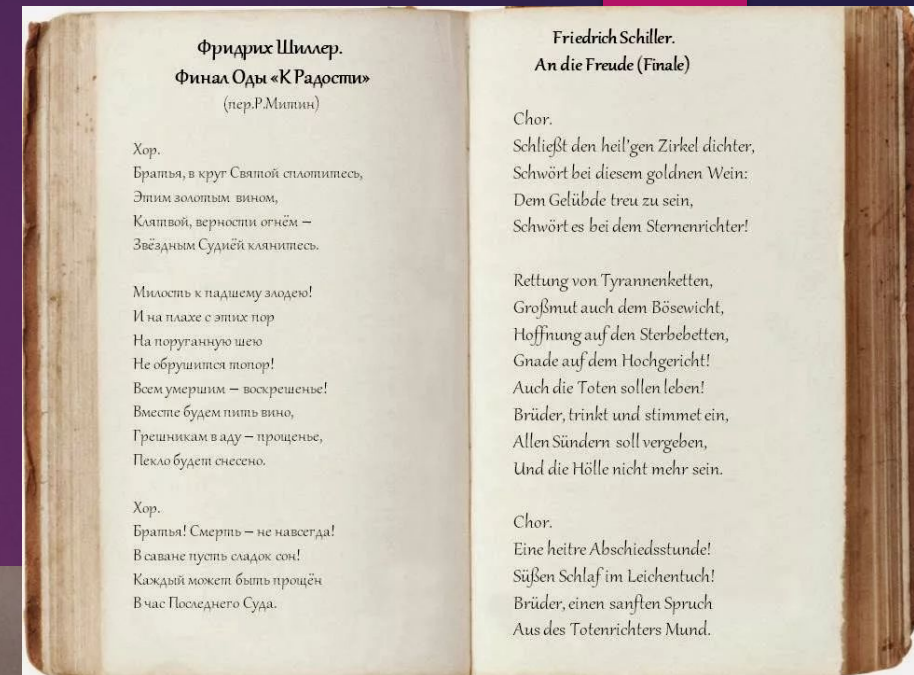 Фридрих Шиллер.
Финал Оды «К Радости»
(пер.Р.Митин)
Хор.
Братья, в круг Святой сплотитесь,
Этим золотым вином,
Клятвой, верности огнём –
Звёздным Судиёй клянитесь.
Милость к падшему злодею!
И на плахе с этих пор
На поруганную шею
Не обрушится топор!
Всем умершим – воскрешенье!
Вместе будем пить вино,
Грешникам в аду – прощенье,
Пекло будет снесено.
Хор.
Братья! Смерть – не навсегда!
В саване пусть сладок сон!
Каждый может быть прощён
В час Последнего Суда.
Friedrich Schiller.
An die Freude (Finale)
Chor.
Schließt den heil'gen Zirkel dichter,
Schwört bei diesem goldnen Wein:
Dem Gelübde treu zu sein,
Schwört es bei dem Sternenrichter!
Rettung von Tyrannenketten,
Großmut auch dem Bösewicht,
Hoffnung auf den Sterbebetten,
Gnade auf dem Hochgericht!
Auch die Toten sollen leben!
Brüder, trinkt und stimmet ein,
Allen Sündern soll vergeben,
Und die Hölle nicht mehr sein.
Chor.
Eine heitre Abschiedsstunde!
Süßen Schlaf im Leichentuch!
Brüder, einen sanften Spruch
Aus des Totenrichters Mund.